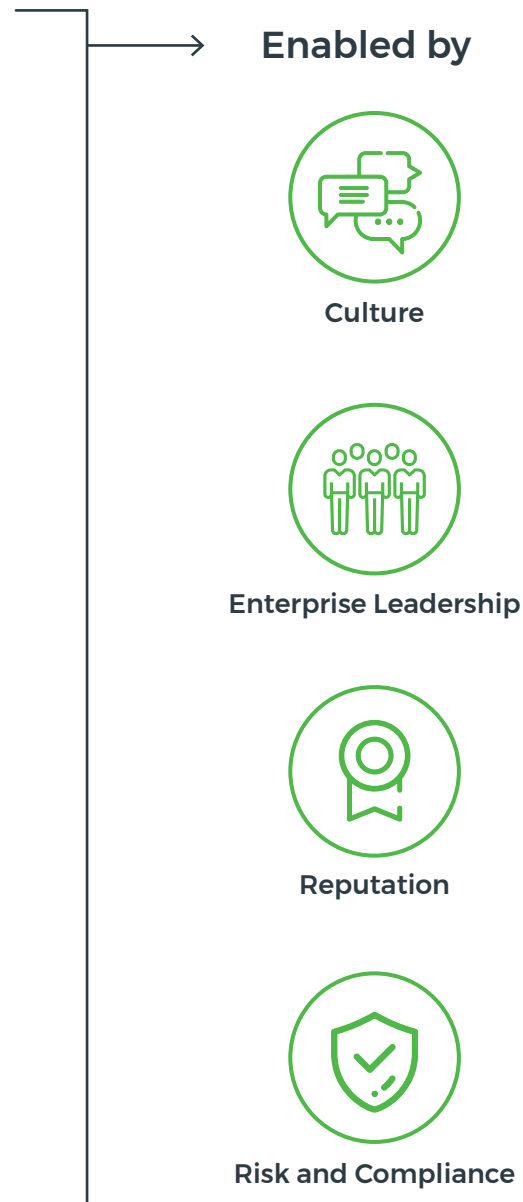 Enabled by
Culture
Enterprise Leadership
Reputation
Risk and Compliance